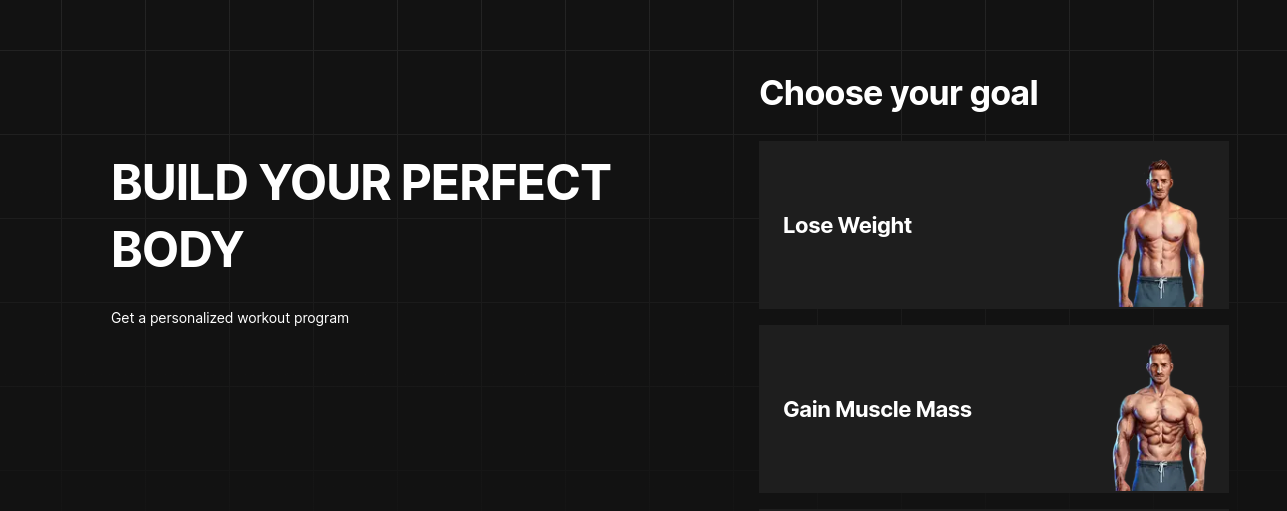 BUILD YOUR PERFECT
BODY
Get a personalized workout program
Choose your goal
Lose Weight
Gain Muscle Mass